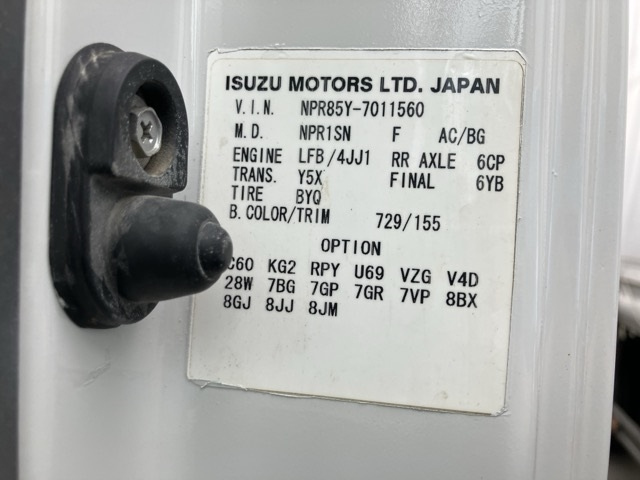 ISUZU MOTORS LTD. JAPAN
V.I.N. NPR85Y-7011560
M.D. NPR1SN F AC/BG
ENGINE LFB/4JJ1 RR AXLE 6CP
TRANS. Y5X FINAL 6YB
TIRE BYQ
B.COLOR/TRIM 729/155
OPTION
KG2 RPY U69 VZG V4D
28W 7BG 7GP 7GR 7VP 8BX
8GJ 8JJ 8JM